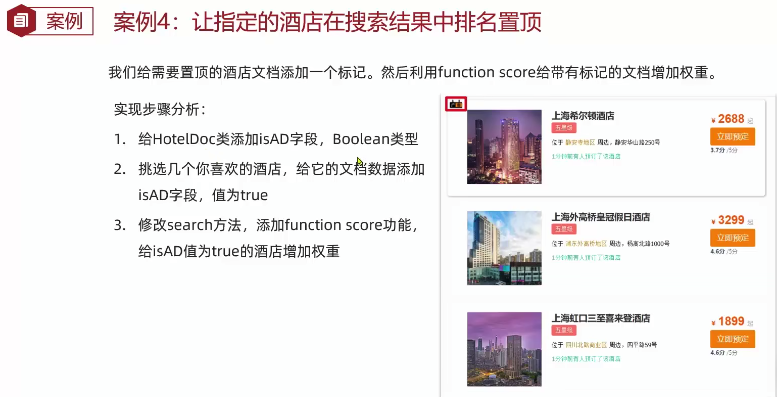 案例
案例4：让指定的酒店在搜索结果中排名置顶
我们给需要置顶的酒店文档添加一个标记。然后利用function score给带有标记的文档增加权重。
实现步骤分析：
1. 给HotelDoc类添加isAD字段，Boolean类型
2. 挑选几个你喜欢的酒店，给它的文档数据添加
isAD字段，值为true
3. 修改search方法，添加function score功能，
给isAD值为true的酒店增加权重
上海希尔顿酒店
五星级
位于 静安寺地区 周边，静安华山路250号
1分钟前有人预订了该酒店
¥ 2688 起
立即预定
3.7分 /5分
上海外高桥皇冠假日酒店
五星级
位于 浦东外高桥地区 周边，杨高北路1000号
1分钟前有人预订了该酒店
¥ 3299 起
立即预定
4.6分 /5分
上海虹口三至喜来登酒店
五星级
位于 四川北路商业区 周边，四平路59号
1分钟前有人预订了该酒店
¥ 1899 起
立即预定
4.6分 /5分